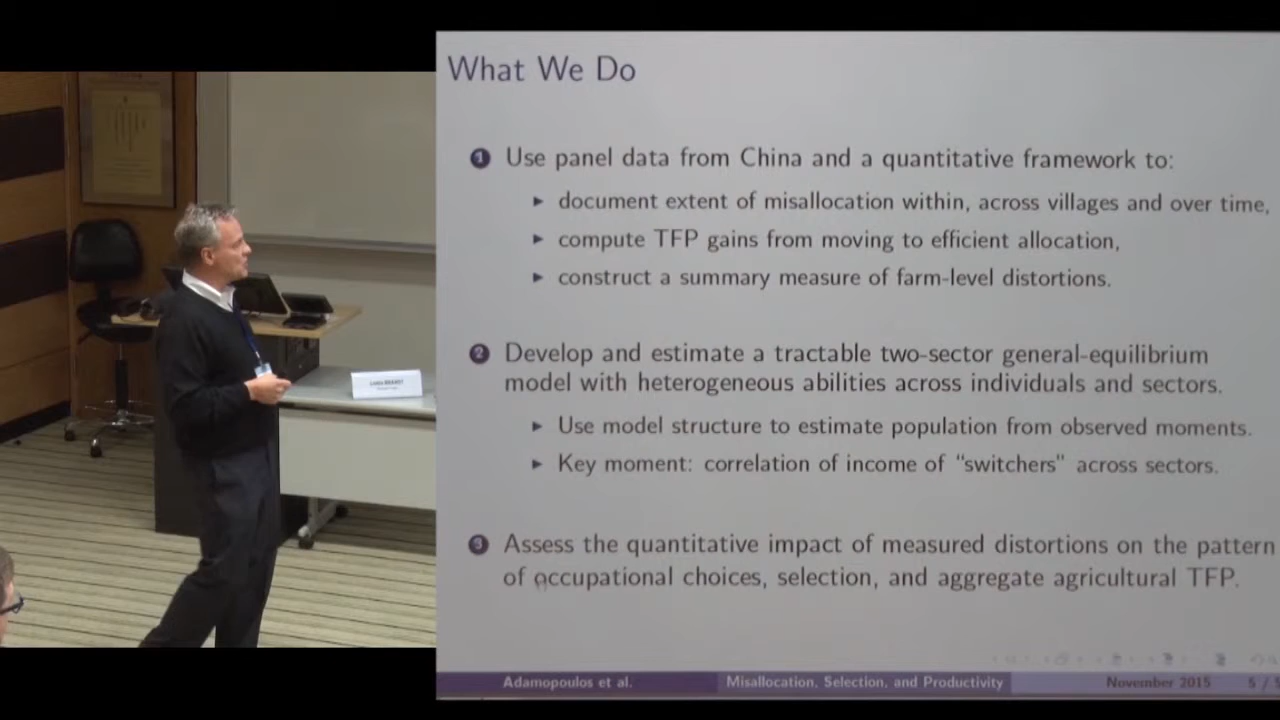 What We Do
1 Use panel data from China and a quantitative framework to:
document extent of misallocation within, across villages and over time,
compute TFP gains from moving to efficient allocation,
construct a summary measure of farm-level distortions.
2 Develop and estimate a tractable two-sector general-equilibrium
model with heterogeneous abilities across individuals and sectors.
Use model structure to estimate population from observed moments.
Key moment: correlation of income of “switchers” across sectors.
3 Assess the quantitative impact of measured distortions on the pattern
of occupational choices, selection, and aggregate agricultural TFP.
Adamopoulos et al.
Misallocation, Selection, and Productivity
November 2015
5 /
BRANDT